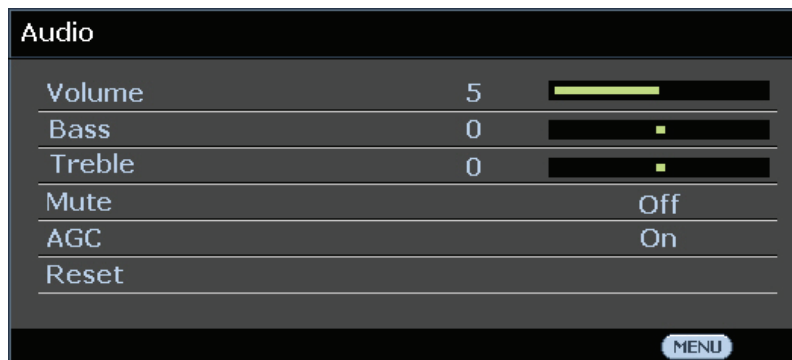 Audio
Volume 5
Bass 0
Treble 0
Mute Off
AGC On
Reset
MENU